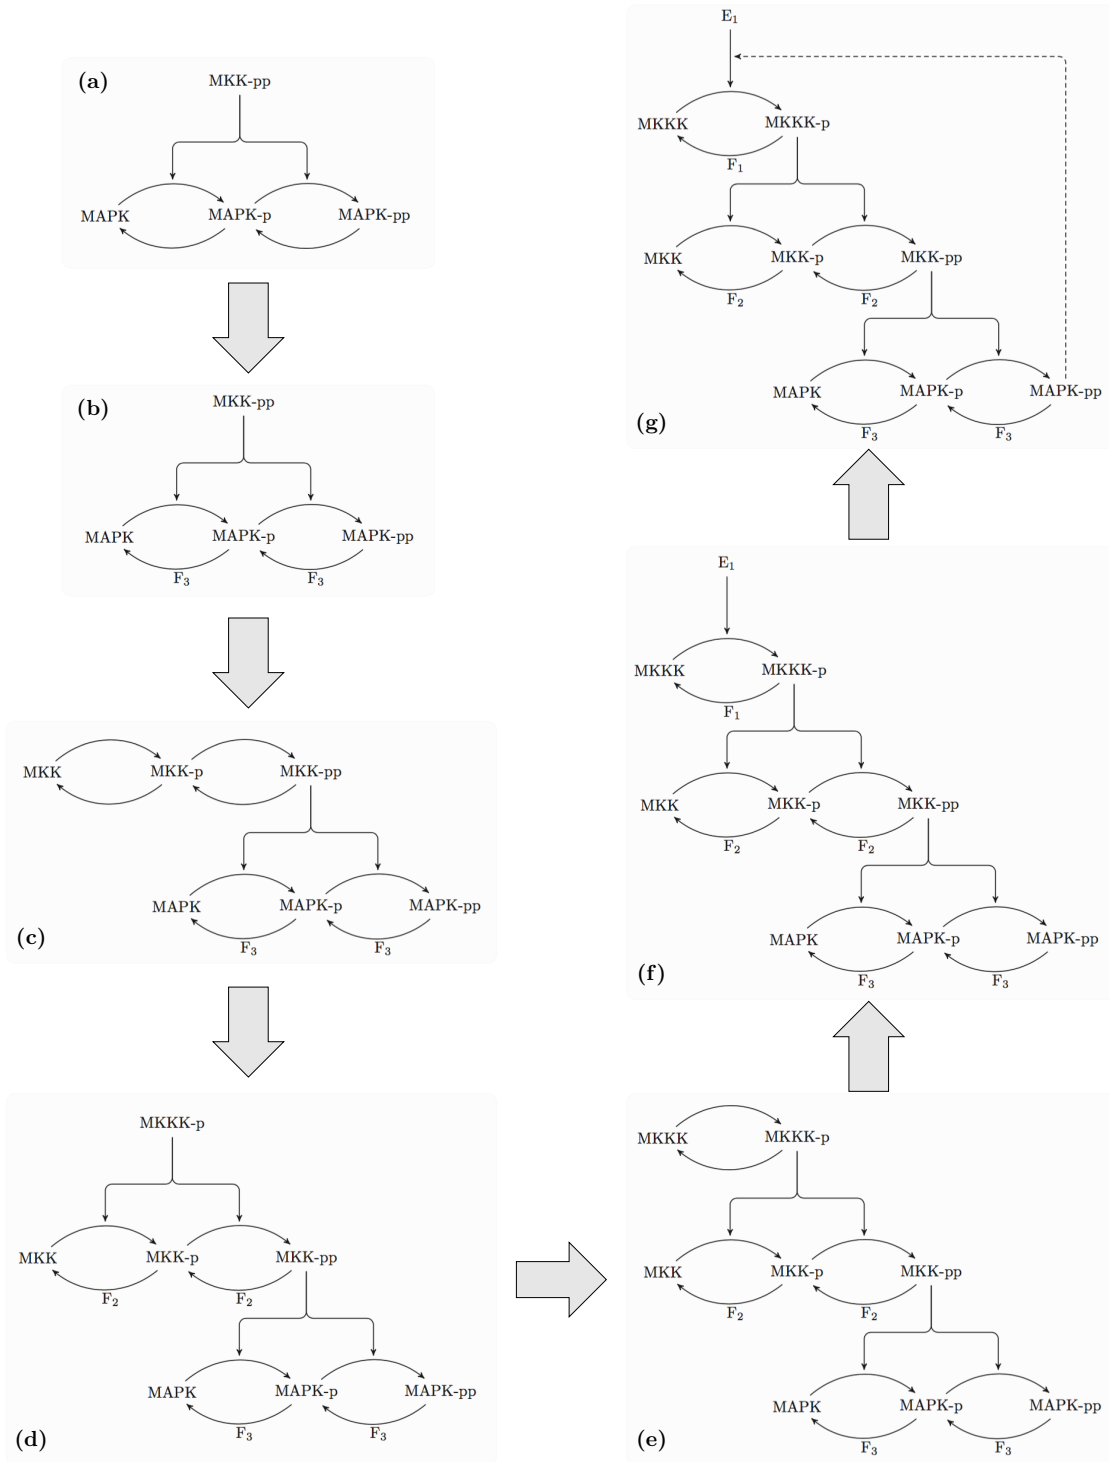 (a)
MKK-pp
MAPK MAPK-p MAPK-pp
(b)
MKK-pp
MAPK MAPK-p MAPK-pp
F₃ F₃
MKK MKK-p MKK-pp
MAPK MAPK-p MAPK-pp
F₃ F₃
(c)
MKKK-p
MKK MKK-p MKK-pp
F₂ F₂
MAPK MAPK-p MAPK-pp
F₃ F₃
(d)
MKKK MKKK-p
MKK MKK-p MKK-pp
F₂ F₂
MAPK MAPK-p MAPK-pp
F₃ F₃
(e)
E₁
MKKK MKKK-p
F₁
MKK MKK-p MKK-pp
F₂ F₂
MAPK MAPK-p MAPK-pp
F₃ F₃
(f)
E₁
MKKK MKKK-p
F₁
MKK MKK-p MKK-pp
F₂ F₂
MAPK MAPK-p MAPK-pp
F₃ F₃
(g)